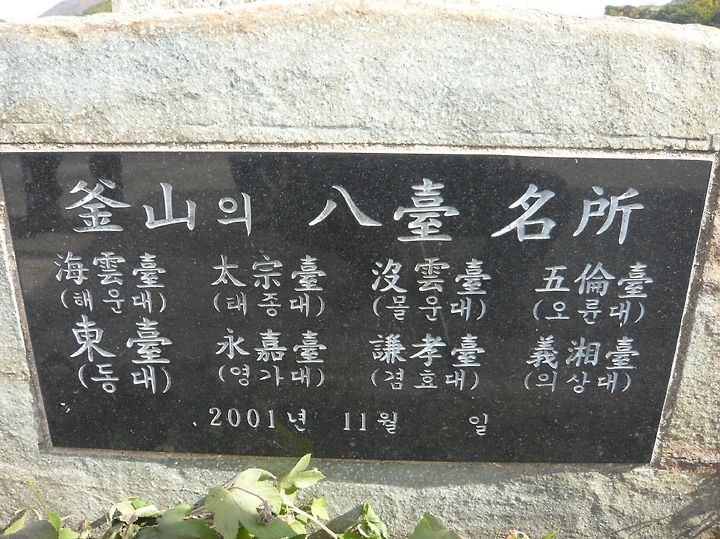 釜山의 八臺 名所
海雲臺 太宗臺 沒雲臺 五倫臺
(해운대) (태종대) (몰운대) (오륜대)
東臺 永嘉臺 謙孝臺 義湘臺
(동대) (영가대) (겸효대) (의상대)
2001년 11월 일